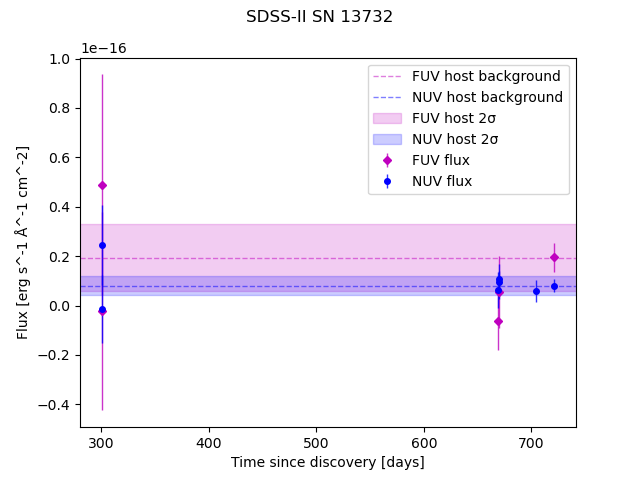 SDSS-II SN 13732
1e−16
FUV host background
NUV host background
FUV host 2σ
NUV host 2σ
FUV flux
NUV flux
1.0
0.8
0.6
0.4
0.2
0.0
−0.2
−0.4
Flux [erg s^-1 Å^-1 cm^-2]
300 400 500 600 700
Time since discovery [days]